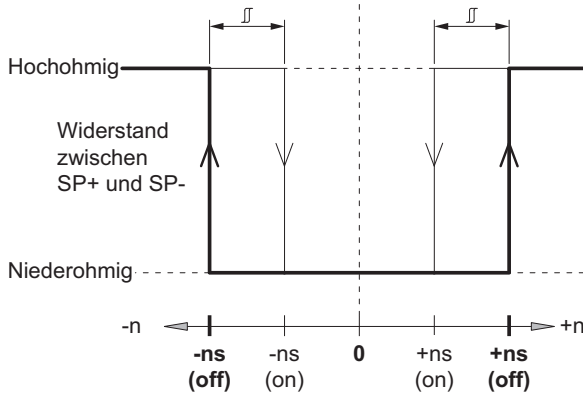 Hochohmig
Widerstand
zwischen
SP+ und SP-
Niederohmig
-n
+n
-ns
(off)
-ns
(on)
0
+ns
(on)
+ns
(off)